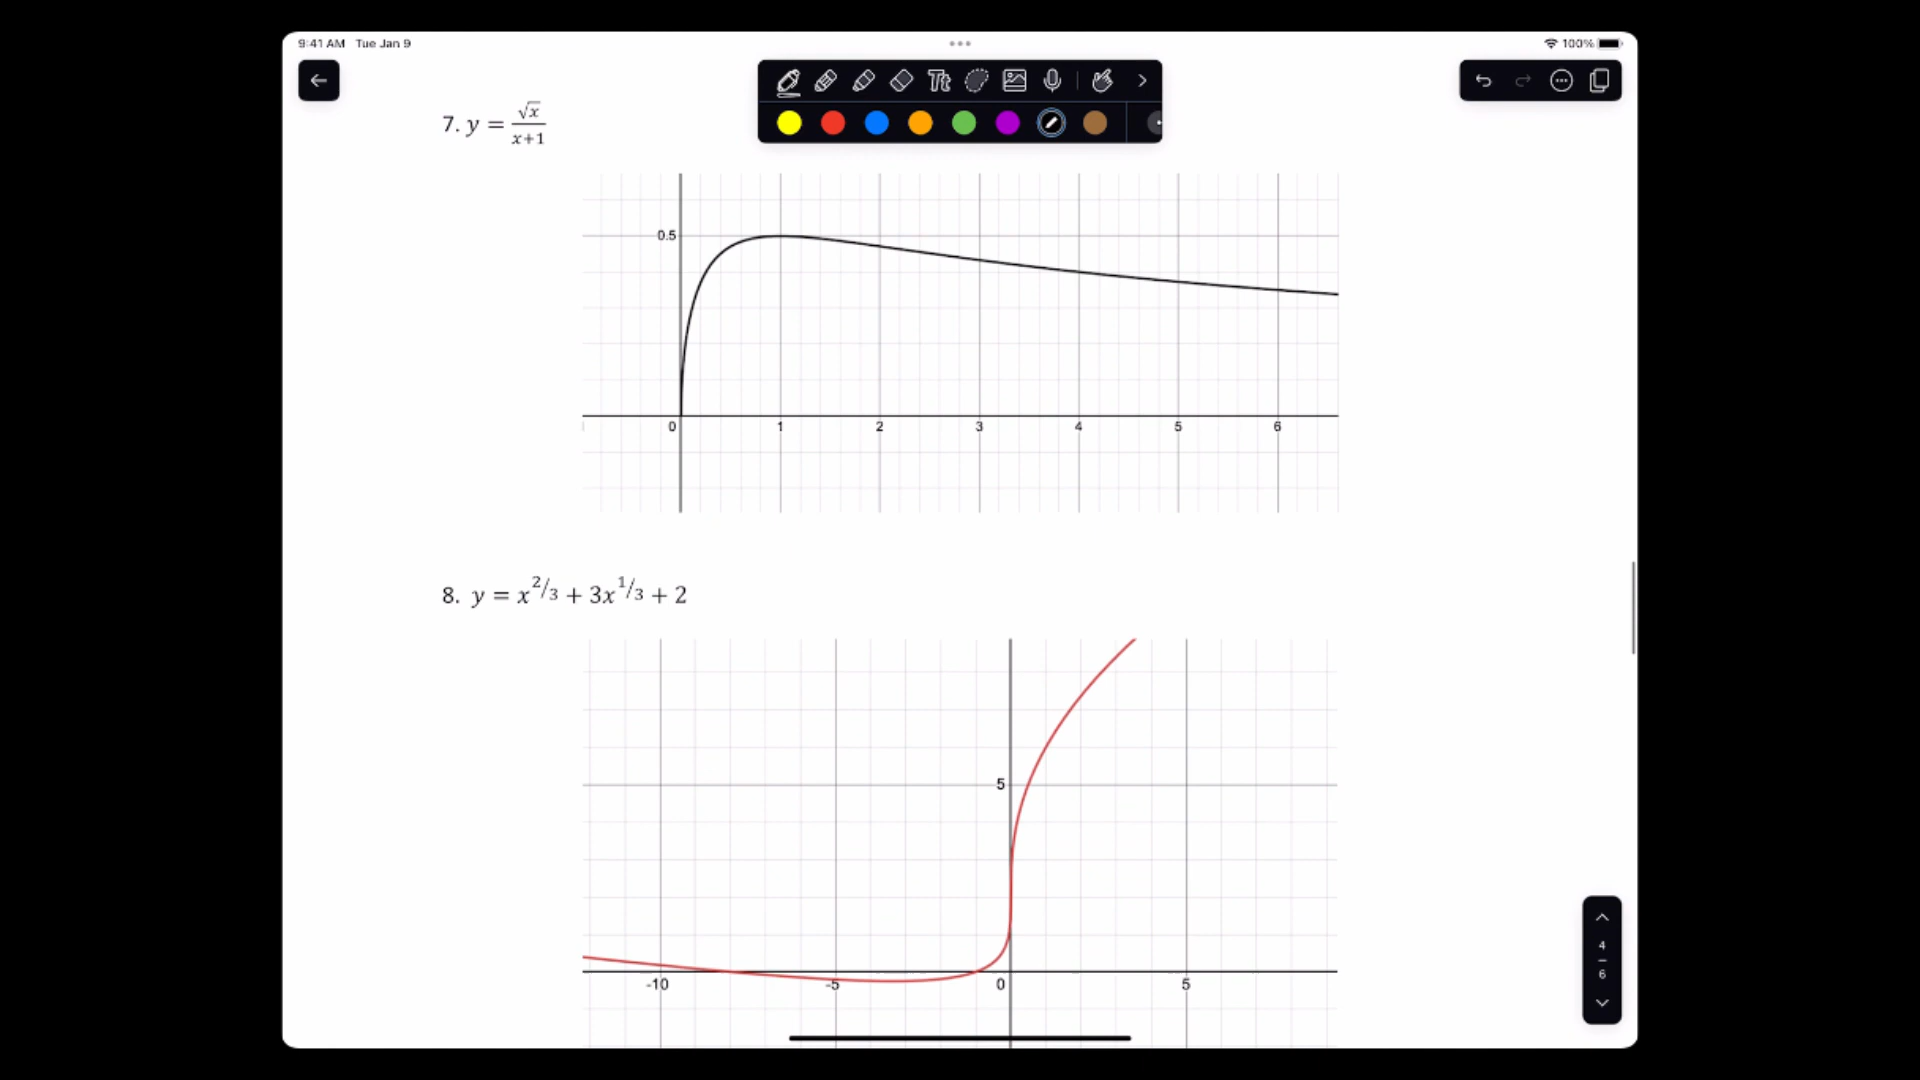 9:41 AM Tue Jan 9
100%
Tt
7. y = √x / x+1
0.5
0 1 2 3 4 5 6
8. y = x^2/3 + 3x^1/3 + 2
5
-10 -5 0 5
4
6